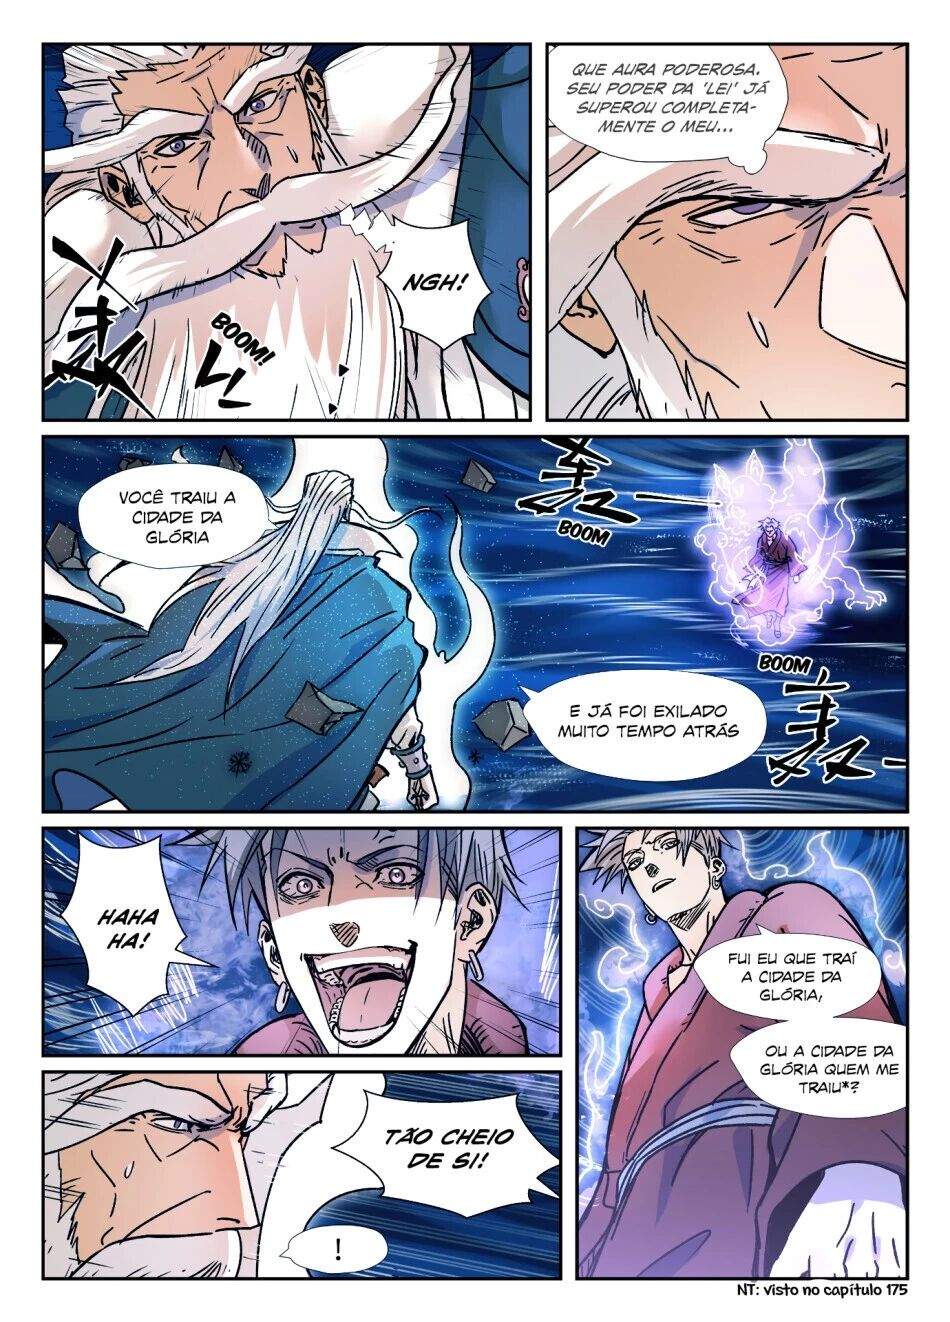 NGH!
BOOM!
QUE AURA PODEROSA.
SEU PODER DA 'LEI' JÁ
SUPEROU COMPLETA-
MENTE O MEU...
VOCÊ TRAIU A
CIDADE DA
GLÓRIA
BOOM
BOOM
E JÁ FOI EXILADO
MUITO TEMPO ATRÁS
HAHA
HA!
FUI EU QUE TRAÍ
A CIDADE DA
GLÓRIA;
OU A CIDADE DA
GLÓRIA QUEM ME
TRAIU*?
TÃO CHEIO
DE SI!
!
NT: visto no capítulo 175